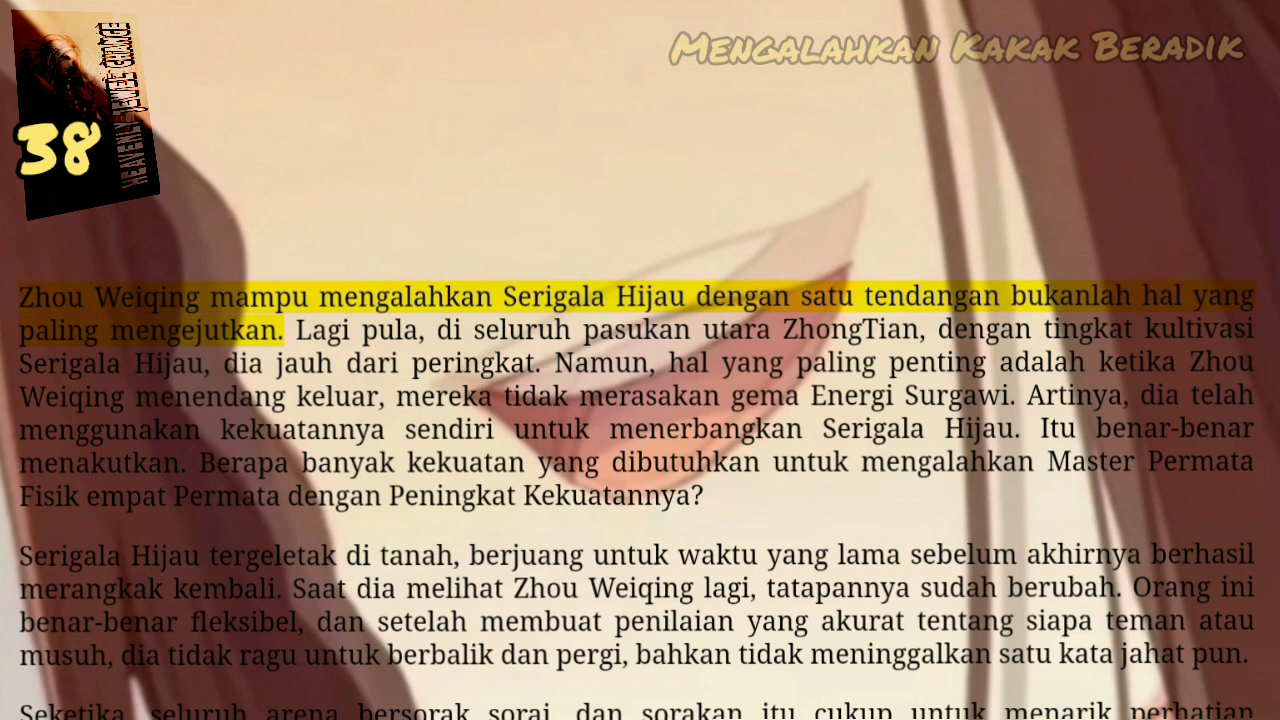 Mengalahkan Kakak Beradik
HEAVENLY JEWEL CHANGE
38
Zhou Weiqing mampu mengalahkan Serigala Hijau dengan satu tendangan bukanlah hal yang
paling mengejutkan. Lagi pula, di seluruh pasukan utara ZhongTian, dengan tingkat kultivasi
Serigala Hijau, dia jauh dari peringkat. Namun, hal yang paling penting adalah ketika Zhou
Weiqing menendang keluar, mereka tidak merasakan gema Energi Surgawi. Artinya, dia telah
menggunakan kekuatannya sendiri untuk menerbangkan Serigala Hijau. Itu benar-benar
menakutkan. Berapa banyak kekuatan yang dibutuhkan untuk mengalahkan Master Permata
Fisik empat Permata dengan Peningkat Kekuatannya?
Serigala Hijau tergeletak di tanah, berjuang untuk waktu yang lama sebelum akhirnya berhasil
merangkak kembali. Saat dia melihat Zhou Weiqing lagi, tatapannya sudah berubah. Orang ini
benar-benar fleksibel, dan setelah membuat penilaian yang akurat tentang siapa teman atau
musuh, dia tidak ragu untuk berbalik dan pergi, bahkan tidak meninggalkan satu kata jahat pun.
Seketika seluruh arena bersorak sorai, dan sorakan itu cukup untuk menarik perhatian